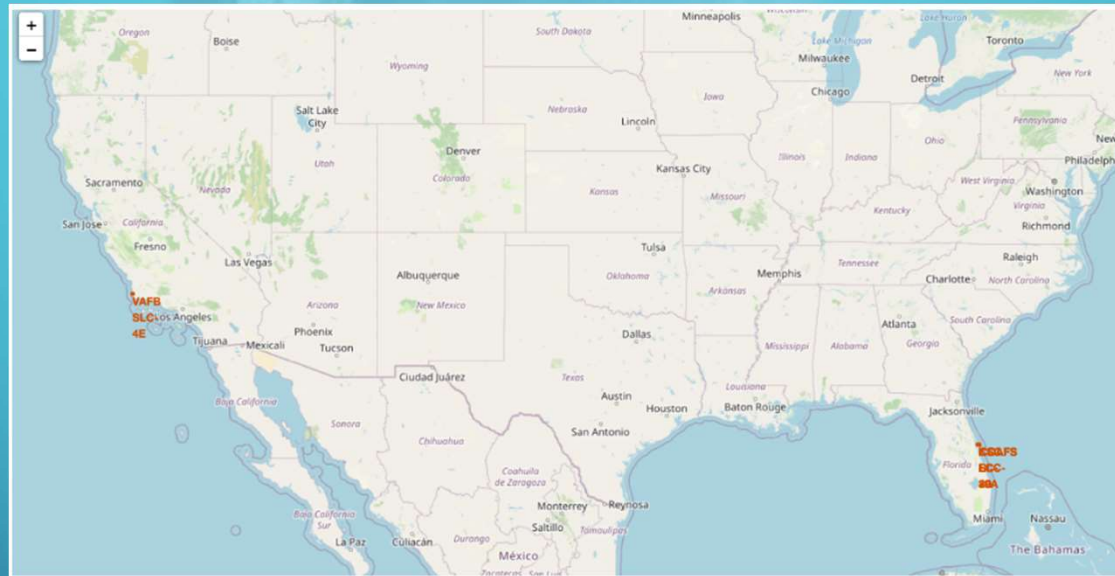 +
−
Oregon
Boise
South Dakota
Minneapolis
Lake Huron
Toronto
Wyoming
Lake Michigan
Milwaukee
Detroit
New York
Chicago
Iowa
Nebraska
Salt Lake
City
Lincoln
Pennsylvania
Ohio
Illinois
Indiana
Denver
Utah
Colorado
Kansas City
Philadelph
Sacramento
Nevada
Kansas
Missouri
West Virginia
Washington
Virginia
Kentucky
Richmond
San Jose
California
Fresno
Las Vegas
Tulsa
Raleigh
Tennessee
Albuquerque
Oklahoma
Memphis
Charlotte
North Carolina
VAFB
SLC-
4E
Los Angeles
Arizona
New Mexico
Arkansas
South Carolina
Phoenix
Atlanta
Tijuana
Mexicali
Tucson
Dallas
Mississippi
Alabama
Georgia
Ciudad Juárez
Texas
Louisiana
Baja California
Austin
Houston
Baton Rouge
Jacksonville
Sonora
San Antonio
Chihuahua
Florida
Coahuila
de Zaragoza
Monterrey
Reynosa
Miami
Nassau
Baja California
Sur
Saltillo
Tamaulipas
La Paz
Culiacán
Durango
México
The Bahamas
Zacatecas